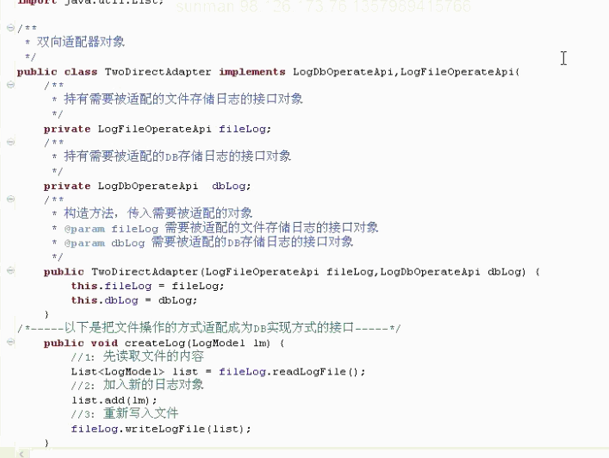 import java.util.List;
/**
 * 双向适配器对象
 */
public class TwoDirectAdapter implements LogDbOperateApi,LogFileOperateApi{
    /**
     * 持有需要被适配的文件存储日志的接口对象
     */
    private LogFileOperateApi fileLog;
    /**
     * 持有需要被适配的DB存储日志的接口对象
     */
    private LogDbOperateApi  dbLog;
    /**
     * 构造方法，传入需要被适配的对象
     * @param fileLog 需要被适配的文件存储日志的接口对象
     * @param dbLog 需要被适配的DB存储日志的接口对象
     */
    public TwoDirectAdapter(LogFileOperateApi fileLog,LogDbOperateApi dbLog) {
        this.fileLog = fileLog;
        this.dbLog = dbLog;
    }
/*-----以下是把文件操作的方式适配成为DB实现方式的接口-----*/
    public void createLog(LogModel lm) {
        //1: 先读取文件的内容
        List<LogModel> list = fileLog.readLogFile();
        //2: 加入新的日志对象
        list.add(lm);
        //3: 重新写入文件
        fileLog.writeLogFile(list);
    }